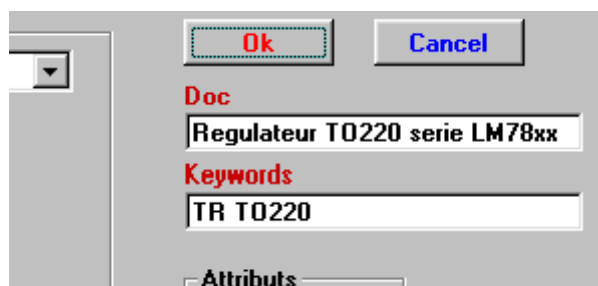 Ok Cancel
Doc
Regulateur TO220 serie LM78xx
Keywords
TR TO220
Attributs